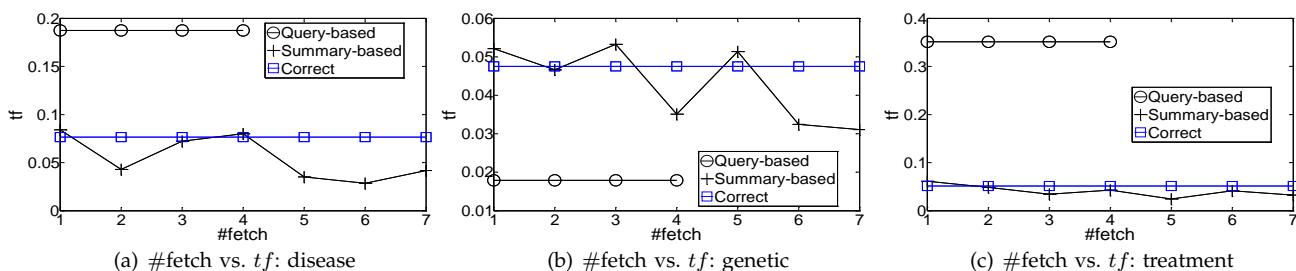 0.2
0.15
0.1
0.05
0
tf
1 2 3 4 5 6 7
#fetch
Query-based
Summary-based
Correct
(a) #fetch vs. tf: disease
0.06
0.05
0.04
0.03
0.02
0.01
tf
1 2 3 4 5 6 7
#fetch
Query-based
Summary-based
Correct
(b) #fetch vs. tf: genetic
0.4
0.3
0.2
0.1
0
tf
1 2 3 4 5 6 7
#fetch
Query-based
Summary-based
Correct
(c) #fetch vs. tf: treatment